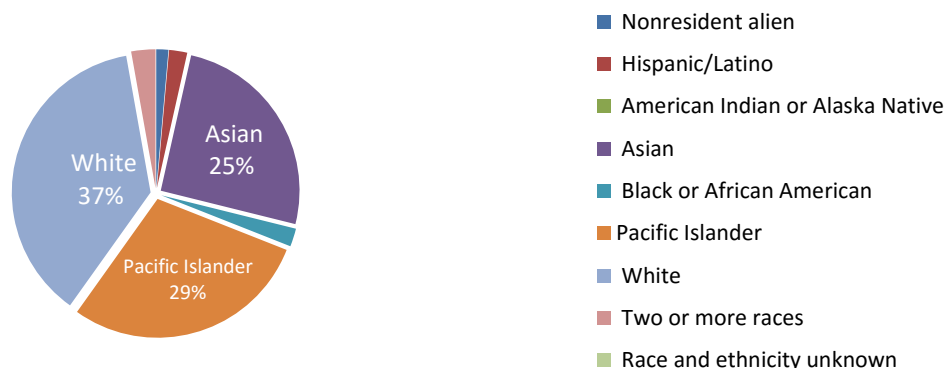 White
37%
Asian
25%
Pacific Islander
29%
Nonresident alien
Hispanic/Latino
American Indian or Alaska Native
Asian
Black or African American
Pacific Islander
White
Two or more races
Race and ethnicity unknown